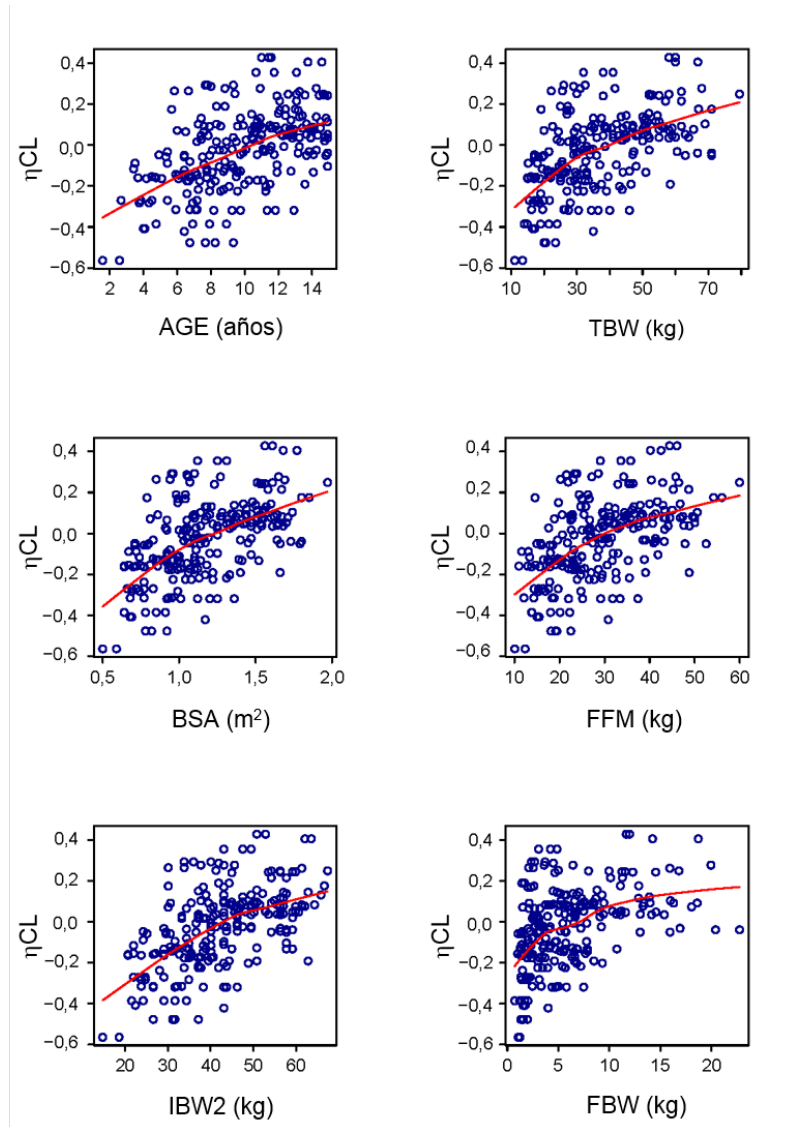 0,4
0,2
0,0
−0,2
−0,4
−0,6
ηCL
2 4 6 8 10 12 14
AGE (años)
0,4
0,2
0,0
−0,2
−0,4
−0,6
ηCL
10 30 50 70
TBW (kg)
0,4
0,2
0,0
−0,2
−0,4
−0,6
ηCL
0,5 1,0 1,5 2,0
BSA (m²)
0,4
0,2
0,0
−0,2
−0,4
−0,6
ηCL
10 20 30 40 50 60
FFM (kg)
0,4
0,2
0,0
−0,2
−0,4
−0,6
ηCL
20 30 40 50 60
IBW2 (kg)
0,4
0,2
0,0
−0,2
−0,4
−0,6
ηCL
0 5 10 15 20
FBW (kg)